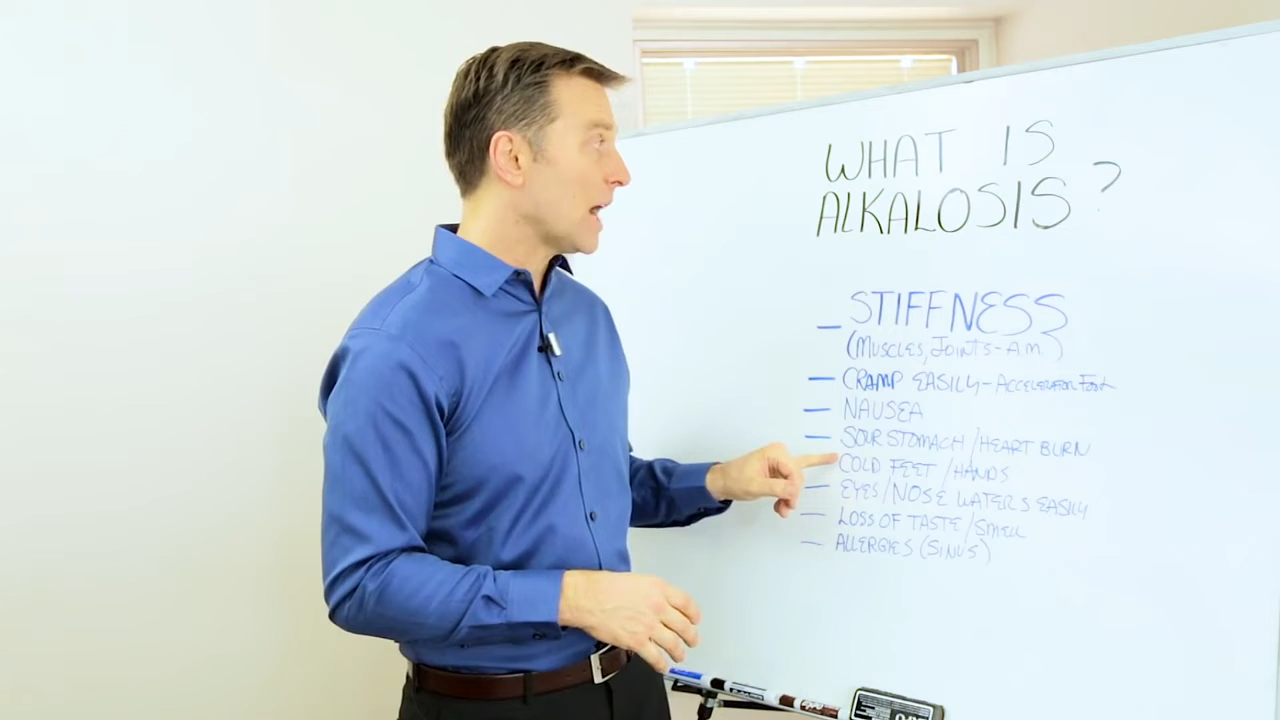 WHAT IS
ALKALOSIS?
– STIFFNESS
(MUSCLES, JOINTS - A.M.)
– CRAMP EASILY – ACCELERATOR FOOT
– NAUSEA
– SOUR STOMACH / HEART BURN
COLD FEET / HANDS
– EYES / NOSE WATERS EASILY
– LOSS OF TASTE / SMELL
– ALLERGIES (SINUS)